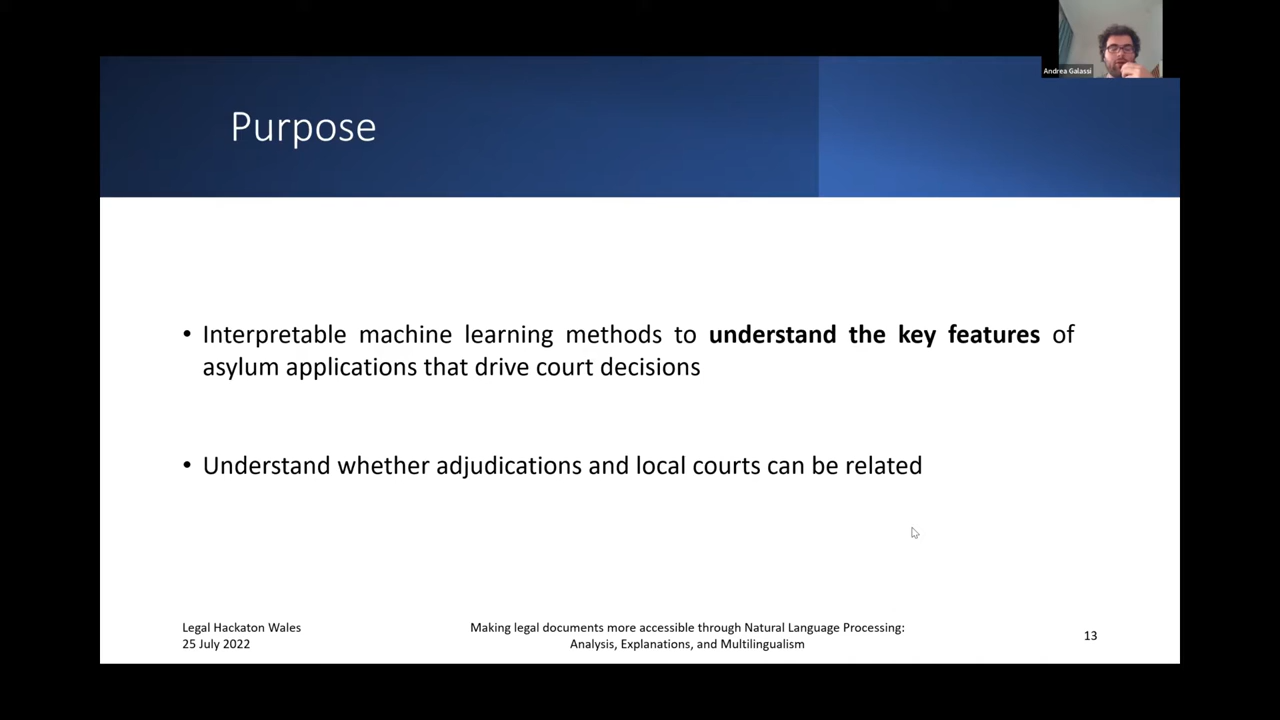 Andrea Galassi
Purpose
• Interpretable machine learning methods to understand the key features of
asylum applications that drive court decisions
• Understand whether adjudications and local courts can be related
Legal Hackaton Wales
25 July 2022
Making legal documents more accessible through Natural Language Processing:
Analysis, Explanations, and Multilingualism
13